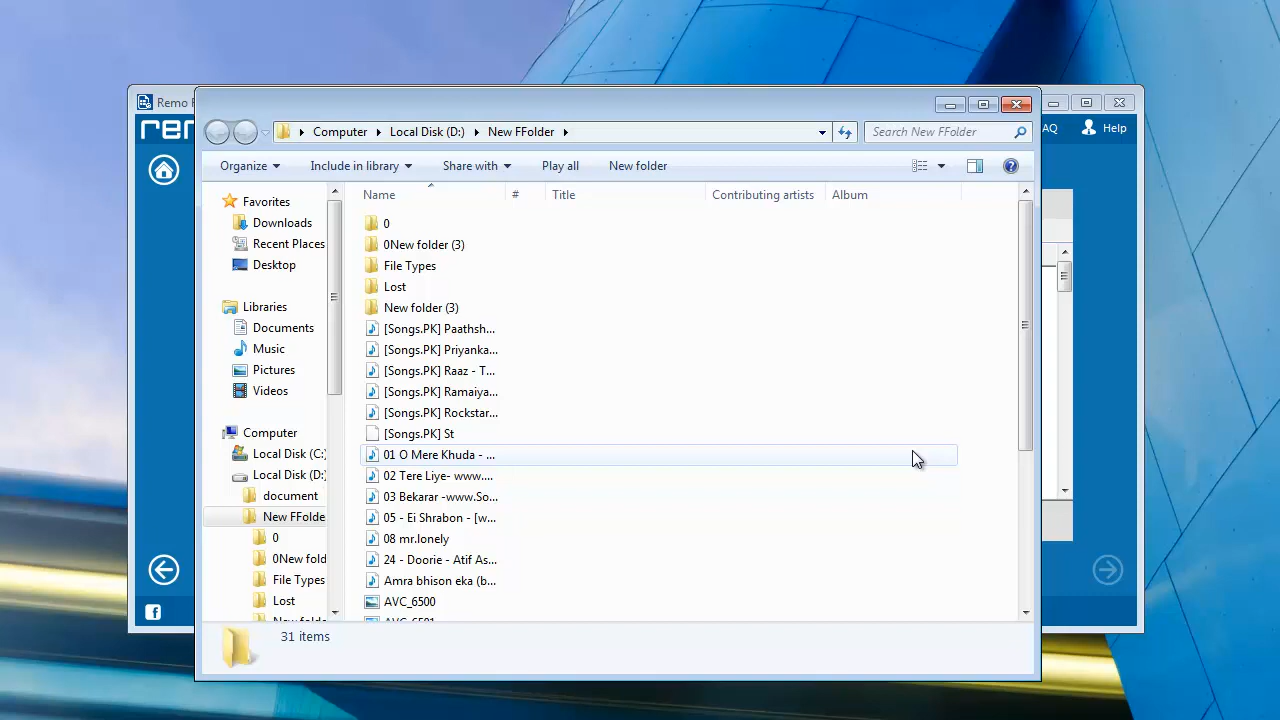 Remo
remo
AQ
Help
Computer
Local Disk (D:)
New FFolder
Search New FFolder
Organize
Include in library
Share with
Play all
New folder
Favorites
Downloads
Recent Places
Desktop
Libraries
Documents
Music
Pictures
Videos
Computer
Local Disk (C:
Local Disk (D:)
document
New FFolde
0
0New fold
File Types
Lost
Name
#
Title
Contributing artists
Album
0
0New folder (3)
File Types
Lost
New folder (3)
[Songs.PK] Paathsh...
[Songs.PK] Priyanka...
[Songs.PK] Raaz - T...
[Songs.PK] Ramaiya...
[Songs.PK] Rockstar...
[Songs.PK] St
01 O Mere Khuda - ...
02 Tere Liye- www....
03 Bekarar -www.So...
05 - Ei Shrabon - [w...
08 mr.lonely
24 - Doorie - Atif As...
Amra bhison eka (b...
AVC_6500
31 items